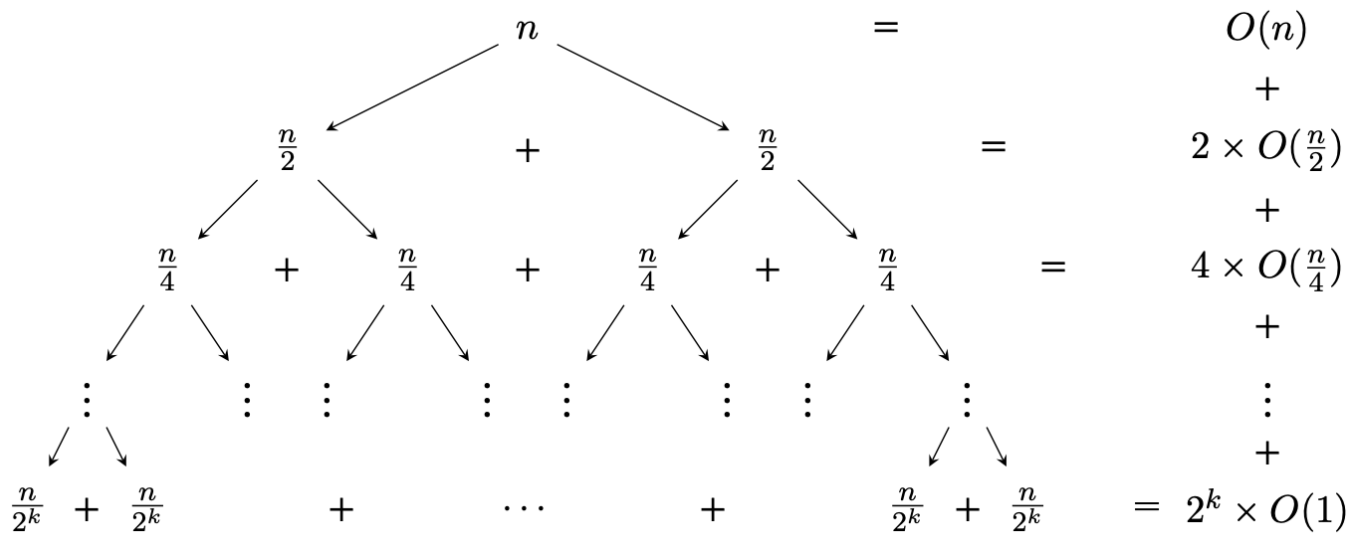 n = O(n)
+
n/2 + n/2 = 2 × O(n/2)
+
n/4 + n/4 + n/4 + n/4 = 4 × O(n/4)
+
⋮ ⋮ ⋮ ⋮ ⋮ ⋮ ⋮ ⋮ ⋮
+
n/2^k + n/2^k + ⋯ + n/2^k + n/2^k = 2^k × O(1)